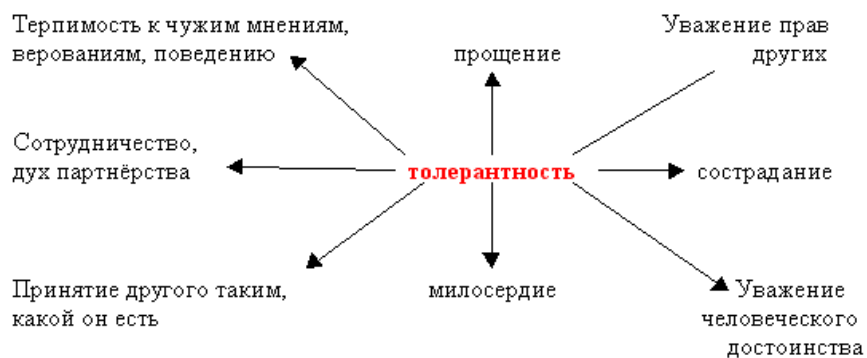 Терпимость к чужим мнениям,
верованиям, поведению
прощение
Уважение прав
других
Сотрудничество,
дух партнёрства
толерантность
сострадание
Принятие другого таким,
какой он есть
милосердие
Уважение
человеческого
достоинства